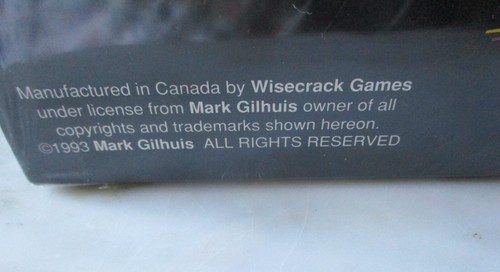 Manufactured in Canada by Wisecrack Games
under license from Mark Gilhuis owner of all
copyrights and trademarks shown hereon.
©1993 Mark Gilhuis ALL RIGHTS RESERVED